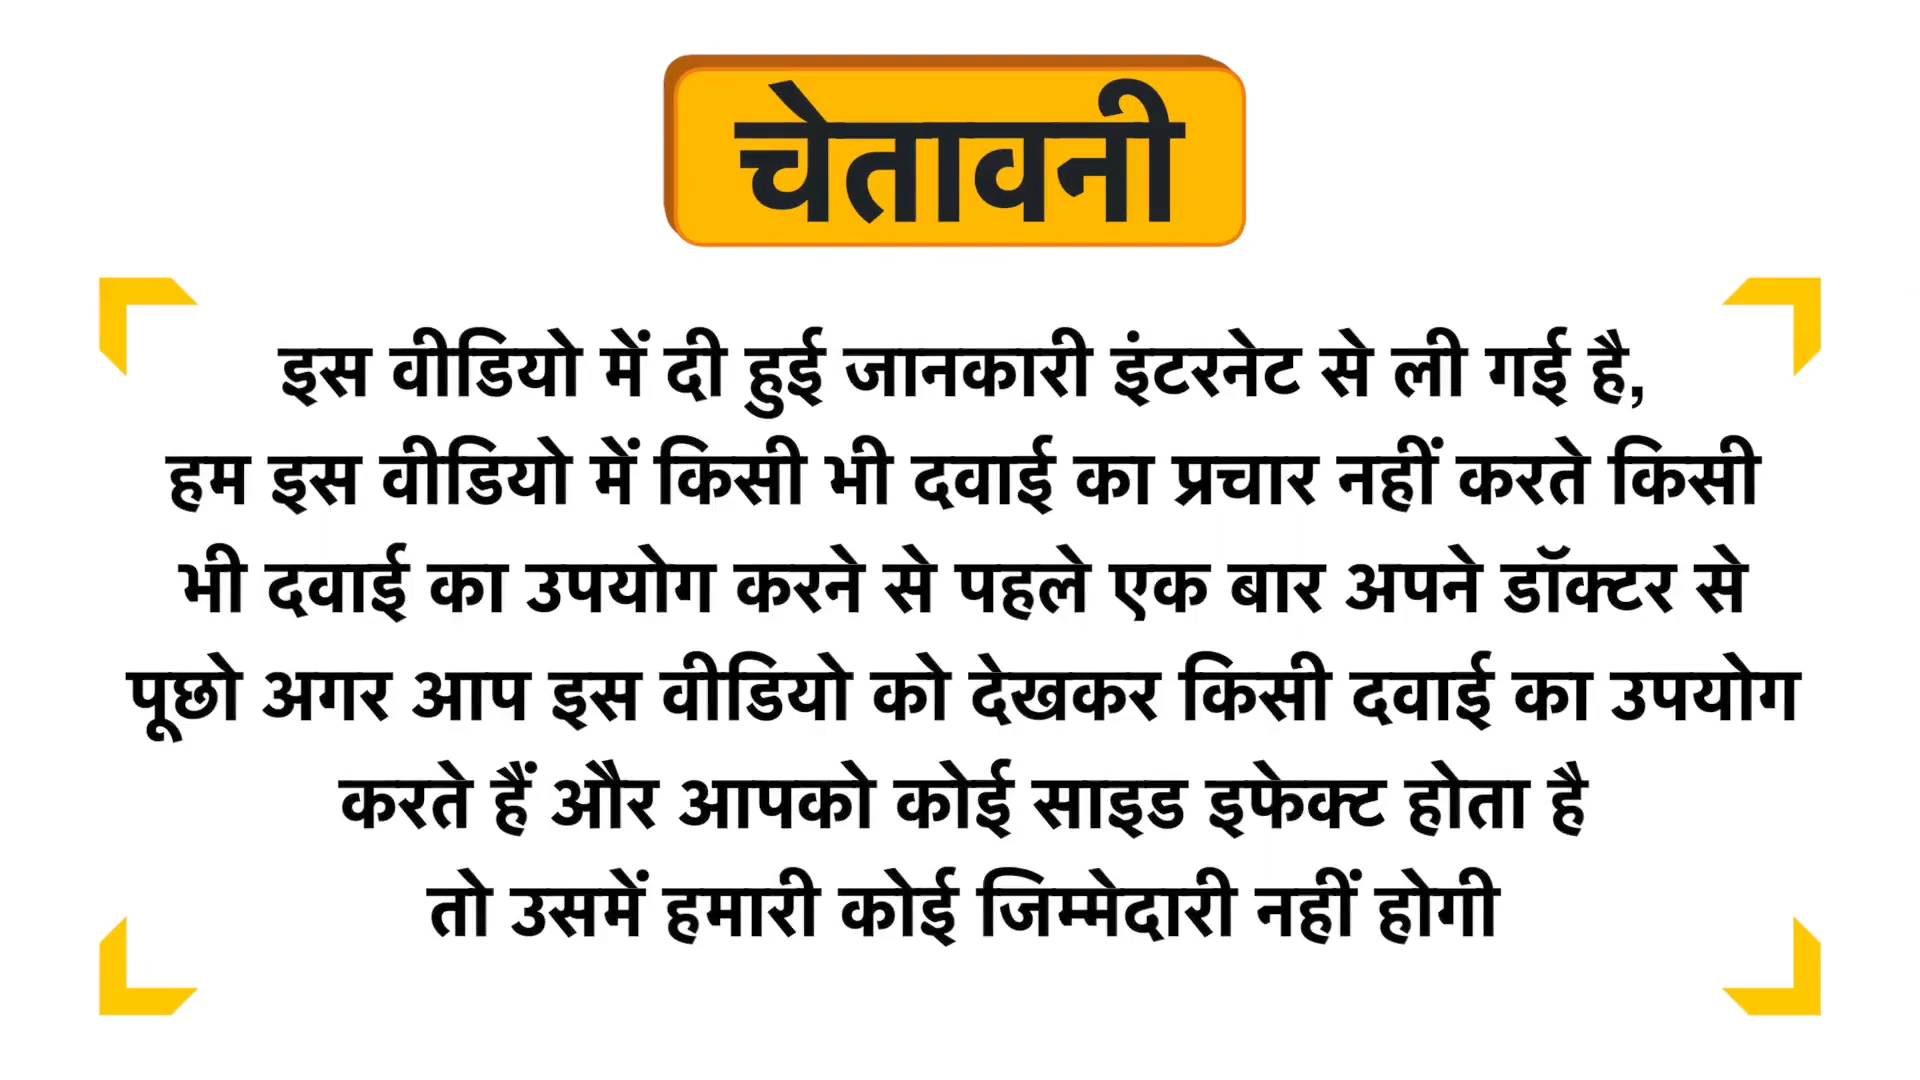 चेतावनी
इस वीडियो में दी हुई जानकारी इंटरनेट से ली गई है,
हम इस वीडियो में किसी भी दवाई का प्रचार नहीं करते किसी
भी दवाई का उपयोग करने से पहले एक बार अपने डॉक्टर से
पूछो अगर आप इस वीडियो को देखकर किसी दवाई का उपयोग
करते हैं और आपको कोई साइड इफेक्ट होता है
तो उसमें हमारी कोई जिम्मेदारी नहीं होगी